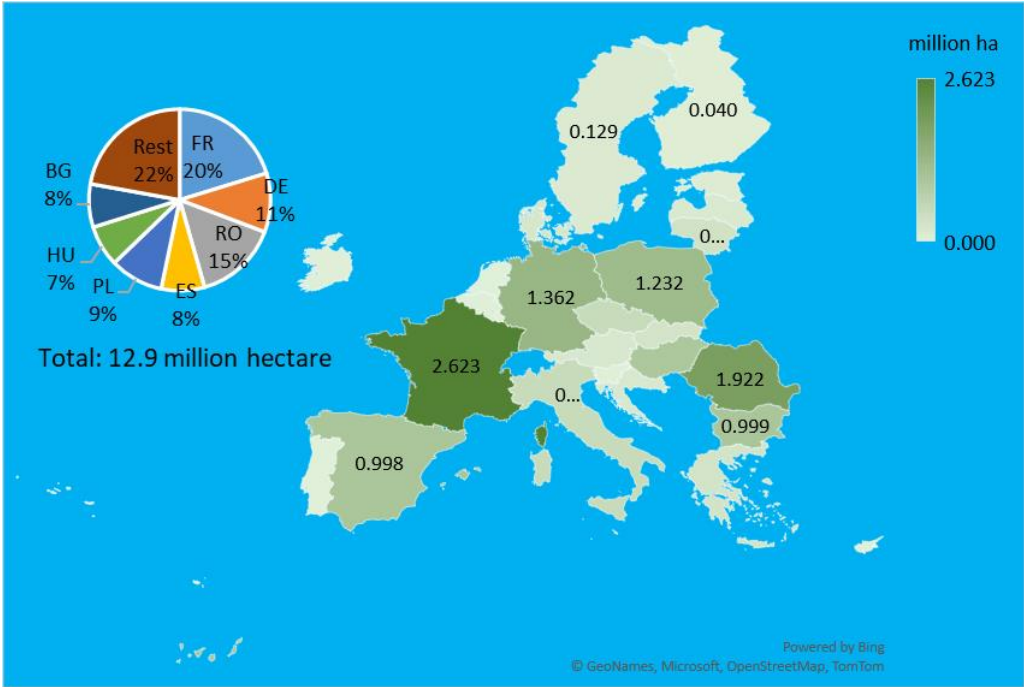 million ha
2.623
0.000
Rest
22%
FR
20%
DE
11%
RO
15%
ES
8%
PL
9%
HU
7%
BG
8%
Total: 12.9 million hectare
0.040
0.129
0...
1.362
1.232
2.623
1.922
0...
0.999
0.998
Powered by Bing
© GeoNames, Microsoft, OpenStreetMap, TomTom